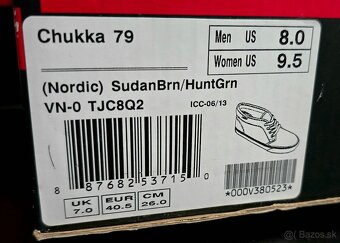 Chukka 79
Men US 8.0
Women US 9.5
(Nordic) SudanBrn/HuntGrn
VN-0 TJC8Q2
ICC-06/13
8 87682 53715 0
*000V380523*
UK EUR CM
7.0 40.5 26.0
© Bazos.sk